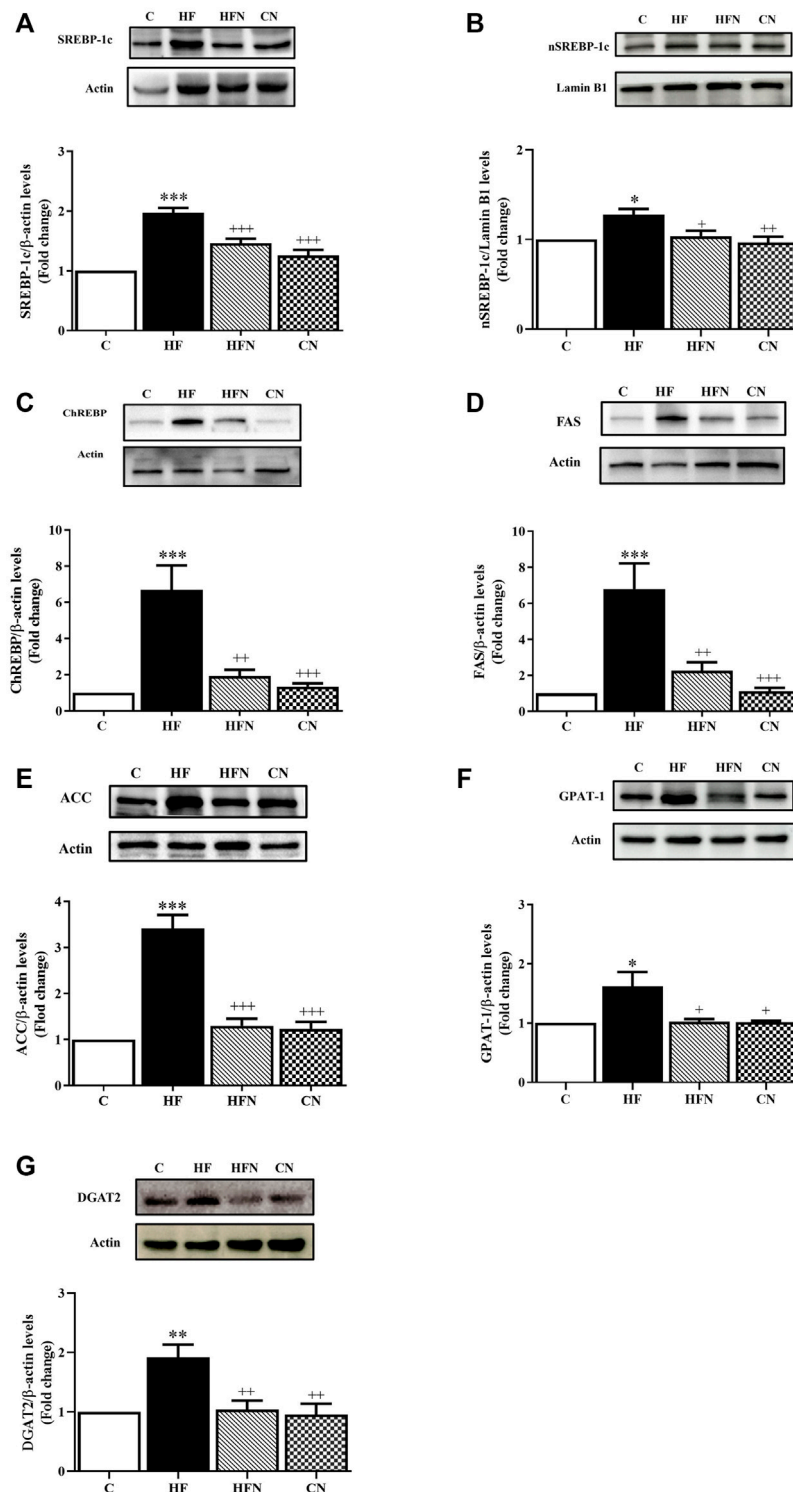 A
C HF HFN CN
SREBP-1c
Actin
SREBP-1c/β-actin levels
(Fold change)
3
2
1
0
***
+++
+++
C HF HFN CN
B
C HF HFN CN
nSREBP-1c
Lamin B1
nSREBP-1c/Lamin B1 levels
(Fold change)
2
1
0
*
+
++
C HF HFN CN
C
C HF HFN CN
ChREBP
Actin
ChREBP/β-actin levels
(Fold change)
10
8
6
4
2
0
***
++
+++
C HF HFN CN
D
C HF HFN CN
FAS
Actin
FAS/β-actin levels
(Fold change)
10
8
6
4
2
0
***
++
+++
C HF HFN CN
E
C HF HFN CN
ACC
Actin
ACC/β-actin levels
(Flod change)
4
3
2
1
0
***
+++
+++
C HF HFN CN
F
C HF HFN CN
GPAT-1
Actin
GPAT-1/β-actin levels
(Fold change)
3
2
1
0
*
+
+
C HF HFN CN
G
C HF HFN CN
DGAT2
Actin
DGAT2/β-actin levels
(Fold change)
3
2
1
0
**
++
++
C HF HFN CN